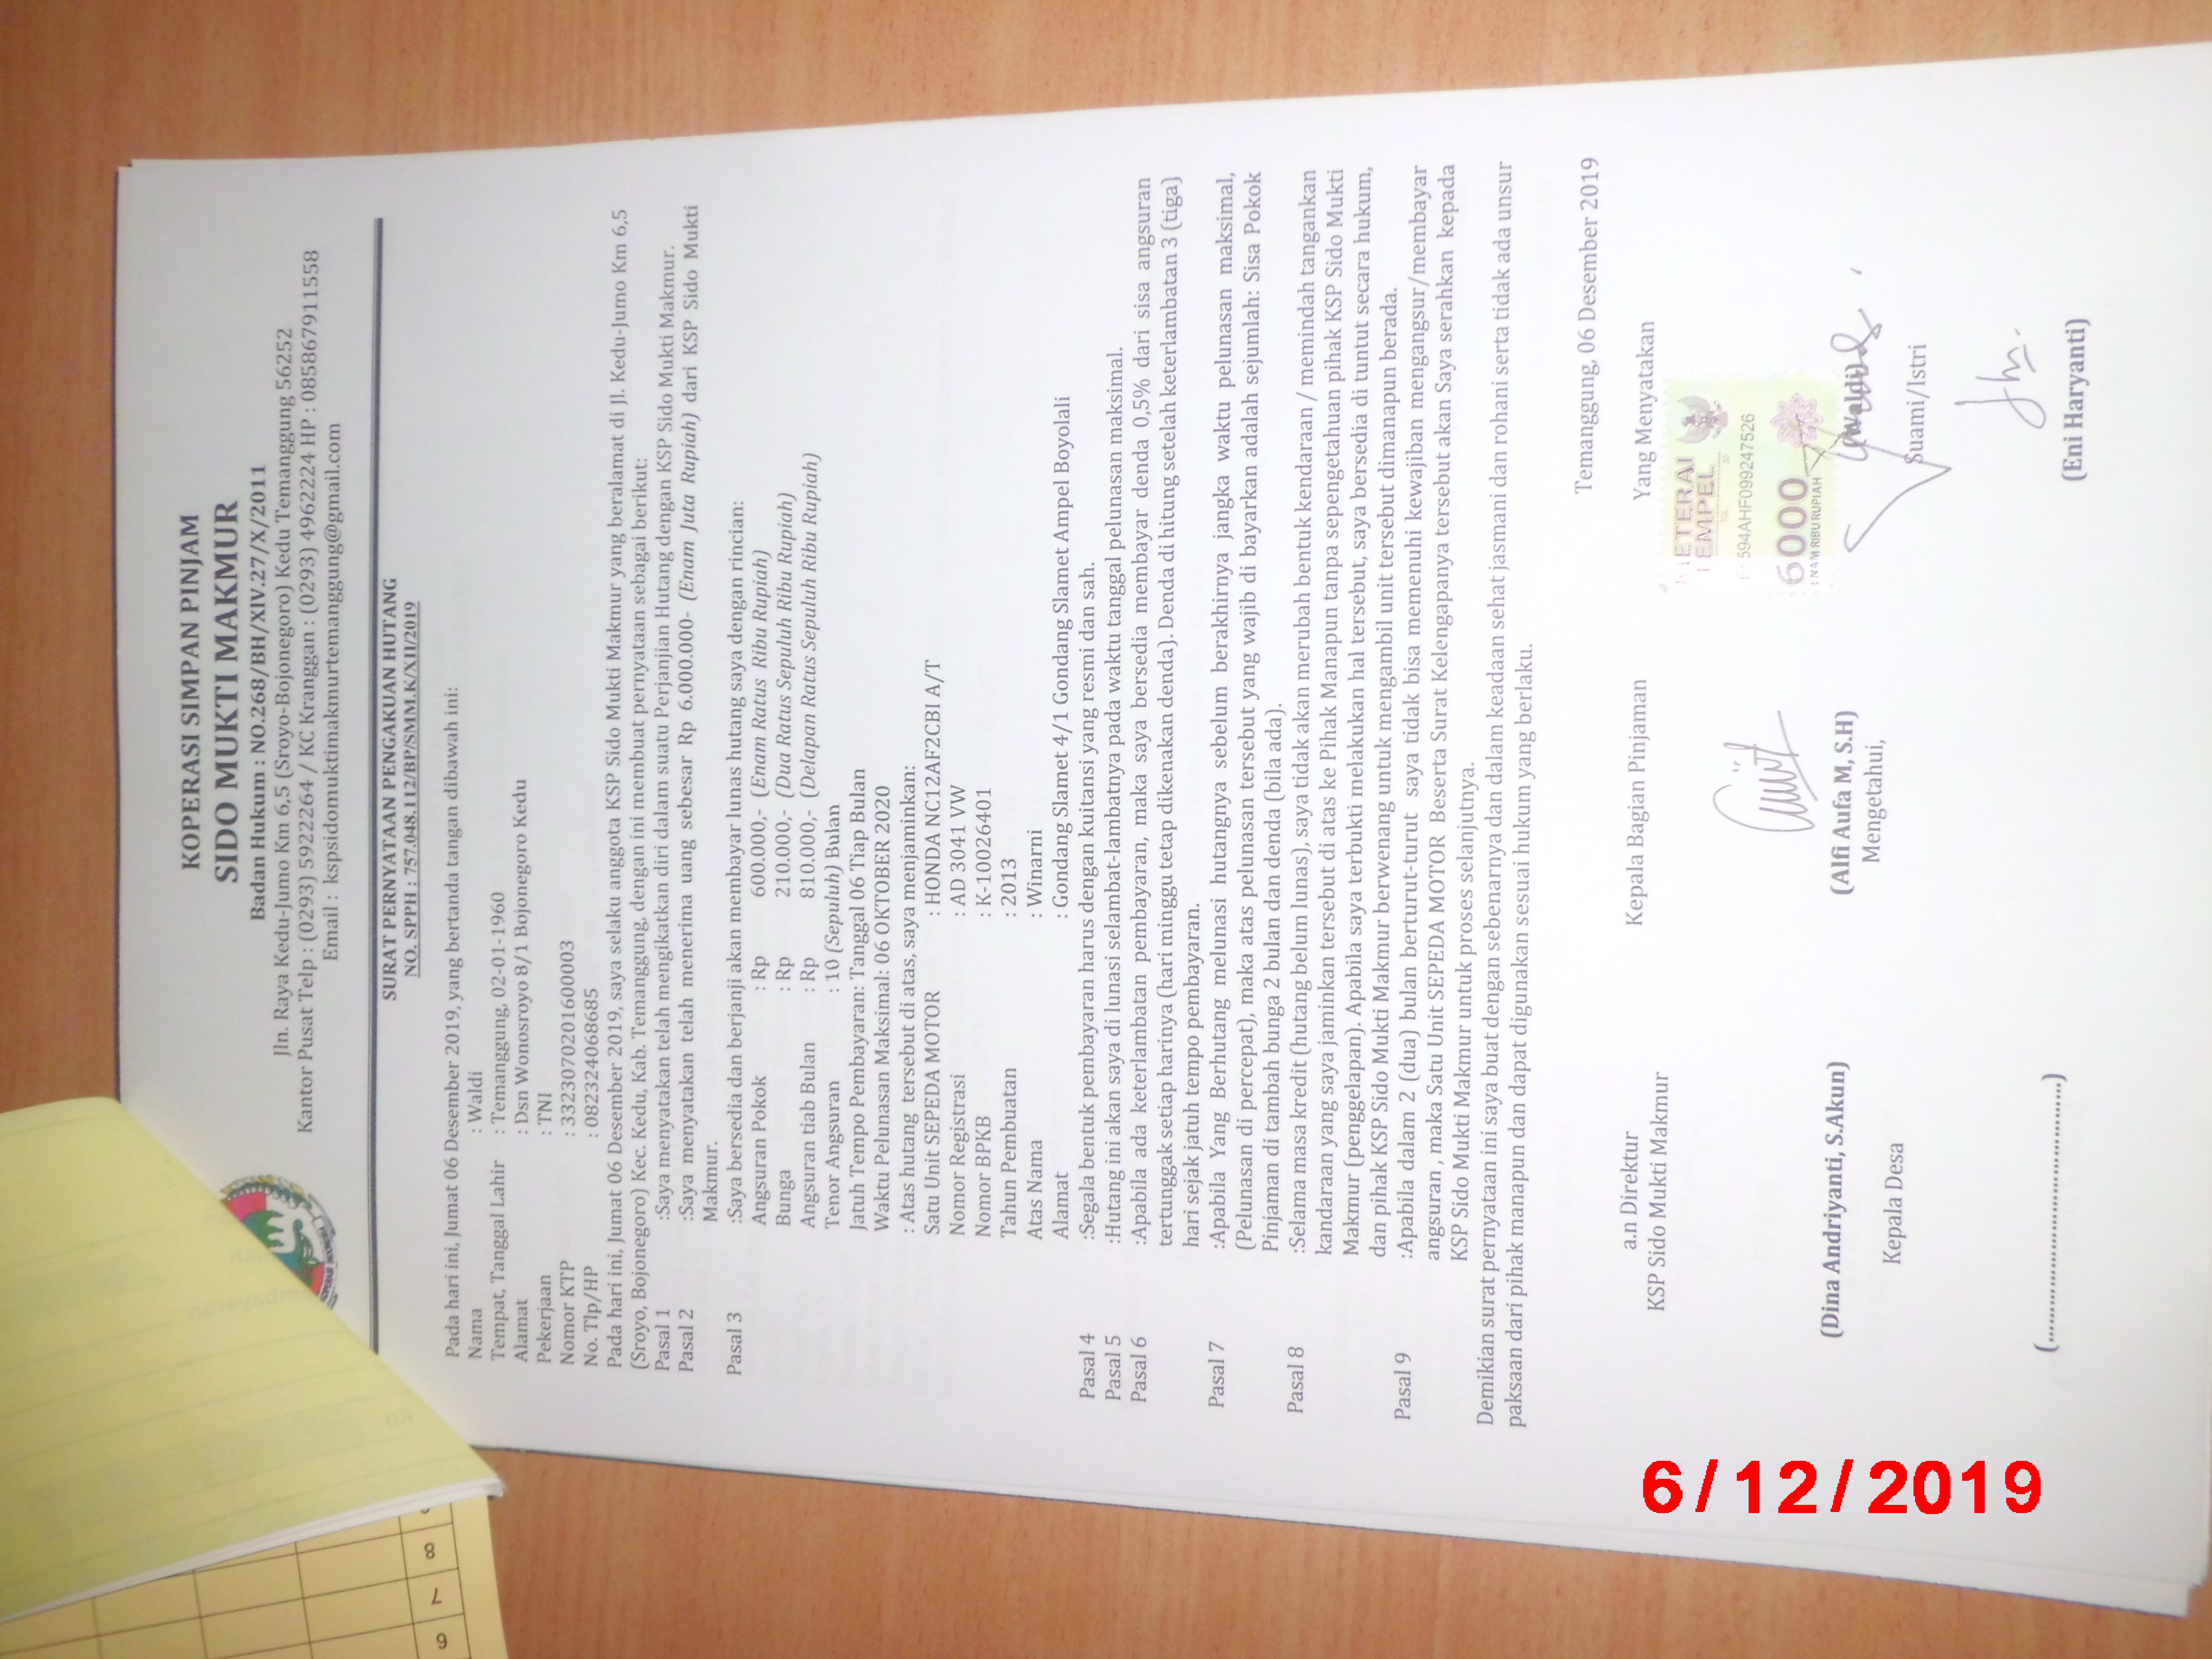 KOPERASI SIMPAN PINJAM
SIDO MUKTI MAKMUR
Badan Hukum : NO.268/BH/XIV.27/X/2011
Jln. Raya Kedu-Jumo Km 6,5 (Sroyo-Bojonegoro) Kedu Temanggung 56252
Kantor Pusat Telp : (0293) 5922264 / KC Kranggan : (0293) 4962224 HP : 085867911558
Email : kspsidomuktimakmurtemanggung@gmail.com
SURAT PERNYATAAN PENGAKUAN HUTANG
NO. SPPH : 757.048.112/BP/SMM.K/XII/2019
Pada hari ini, Jumat 06 Desember 2019, yang bertanda tangan dibawah ini:
Nama : Waldi
Tempat, Tanggal Lahir : Temanggung, 02-01-1960
Alamat : Dsn Wonosroyo 8/1 Bojonegoro Kedu
Pekerjaan : TNI
Nomor KTP : 3323070201600003
No. Tlp/HP : 082324068685
Pada hari ini, Jumat 06 Desember 2019, saya selaku anggota KSP Sido Mukti Makmur yang beralamat di Jl. Kedu-Jumo Km 6,5
(Sroyo, Bojonegoro) Kec. Kedu, Kab. Temanggung, dengan ini membuat pernyataan sebagai berikut:
Pasal 1 :Saya menyatakan telah mengikatkan diri dalam suatu Perjanjian Hutang dengan KSP Sido Mukti Makmur.
Pasal 2 :Saya menyatakan telah menerima uang sebesar Rp 6.000.000- (Enam Juta Rupiah) dari KSP Sido Mukti
Makmur.
Pasal 3 :Saya bersedia dan berjanji akan membayar lunas hutang saya dengan rincian:
Angsuran Pokok : Rp 600.000,- (Enam Ratus Ribu Rupiah)
Bunga : Rp 210.000,- (Dua Ratus Sepuluh Ribu Rupiah)
Angsuran tiab Bulan : Rp 810.000,- (Delapan Ratus Sepuluh Ribu Rupiah)
Tenor Angsuran : 10 (Sepuluh) Bulan
Jatuh Tempo Pembayaran: Tanggal 06 Tiap Bulan
Waktu Pelunasan Maksimal: 06 OKTOBER 2020
: Atas hutang tersebut di atas, saya menjaminkan:
Satu Unit SEPEDA MOTOR : HONDA NC12AF2CBI A/T
Nomor Registrasi : AD 3041 VW
Nomor BPKB : K-10026401
Tahun Pembuatan : 2013
Atas Nama : Winarni
Alamat : Gondang Slamet 4/1 Gondang Slamet Ampel Boyolali
Pasal 4 :Segala bentuk pembayaran harus dengan kuitansi yang resmi dan sah.
Pasal 5 :Hutang ini akan saya di lunasi selambat-lambatnya pada waktu tanggal pelunasan maksimal.
Pasal 6 :Apabila ada keterlambatan pembayaran, maka saya bersedia membayar denda 0,5% dari sisa angsuran
tertunggak setiap harinya (hari minggu tetap dikenakan denda). Denda di hitung setelah keterlambatan 3 (tiga)
hari sejak jatuh tempo pembayaran.
Pasal 7 :Apabila Yang Berhutang melunasi hutangnya sebelum berakhirnya jangka waktu pelunasan maksimal,
(Pelunasan di percepat), maka atas pelunasan tersebut yang wajib di bayarkan adalah sejumlah: Sisa Pokok
Pinjaman di tambah bunga 2 bulan dan denda (bila ada).
Pasal 8 :Selama masa kredit (hutang belum lunas), saya tidak akan merubah bentuk kendaraan / memindah tangankan
kandaraan yang saya jaminkan tersebut di atas ke Pihak Manapun tanpa sepengetahuan pihak KSP Sido Mukti
Makmur (penggelapan). Apabila saya terbukti melakukan hal tersebut, saya bersedia di tuntut secara hukum,
dan pihak KSP Sido Mukti Makmur berwenang untuk mengambil unit tersebut dimanapun berada.
Pasal 9 :Apabila dalam 2 (dua) bulan berturut-turut saya tidak bisa memenuhi kewajiban mengangsur/membayar
angsuran , maka Satu Unit SEPEDA MOTOR Beserta Surat Kelengapanya tersebut akan Saya serahkan kepada
KSP Sido Mukti Makmur untuk proses selanjutnya.
Demikian surat pernyataan ini saya buat dengan sebenarnya dan dalam keadaan sehat jasmani dan rohani serta tidak ada unsur
paksaan dari pihak manapun dan dapat digunakan sesuai hukum yang berlaku.
Temanggung, 06 Desember 2019
a.n Direktur Kepala Bagian Pinjaman Yang Menyatakan
KSP Sido Mukti Makmur
METERAI
TEMPEL
594AHF099247526
6000
ENAM RIBU RUPIAH
(Dina Andriyanti, S.Akun) (Alfi Aufa M, S.H) (Waldi)
Kepala Desa Mengetahui, Suami/Istri
(................................) (Eni Haryanti)
6/12/2019
6
7
8